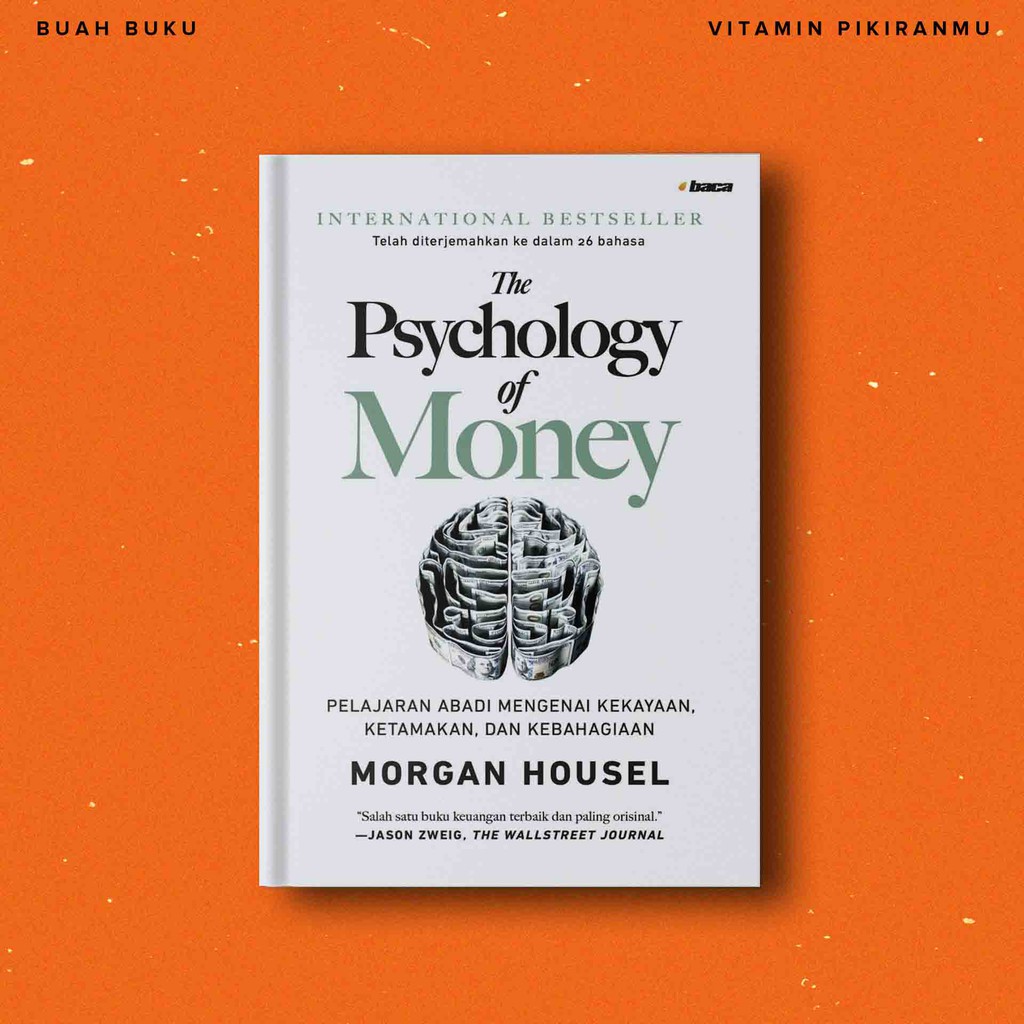 BUAH BUKU
VITAMIN PIKIRANMU
baca
INTERNATIONAL BESTSELLER
Telah diterjemahkan ke dalam 26 bahasa
The
Psychology
of
Money
PELAJARAN ABADI MENGENAI KEKAYAAN,
KETAMAKAN, DAN KEBAHAGIAAN
MORGAN HOUSEL
"Salah satu buku keuangan terbaik dan paling orisinal."
—JASON ZWEIG, THE WALLSTREET JOURNAL